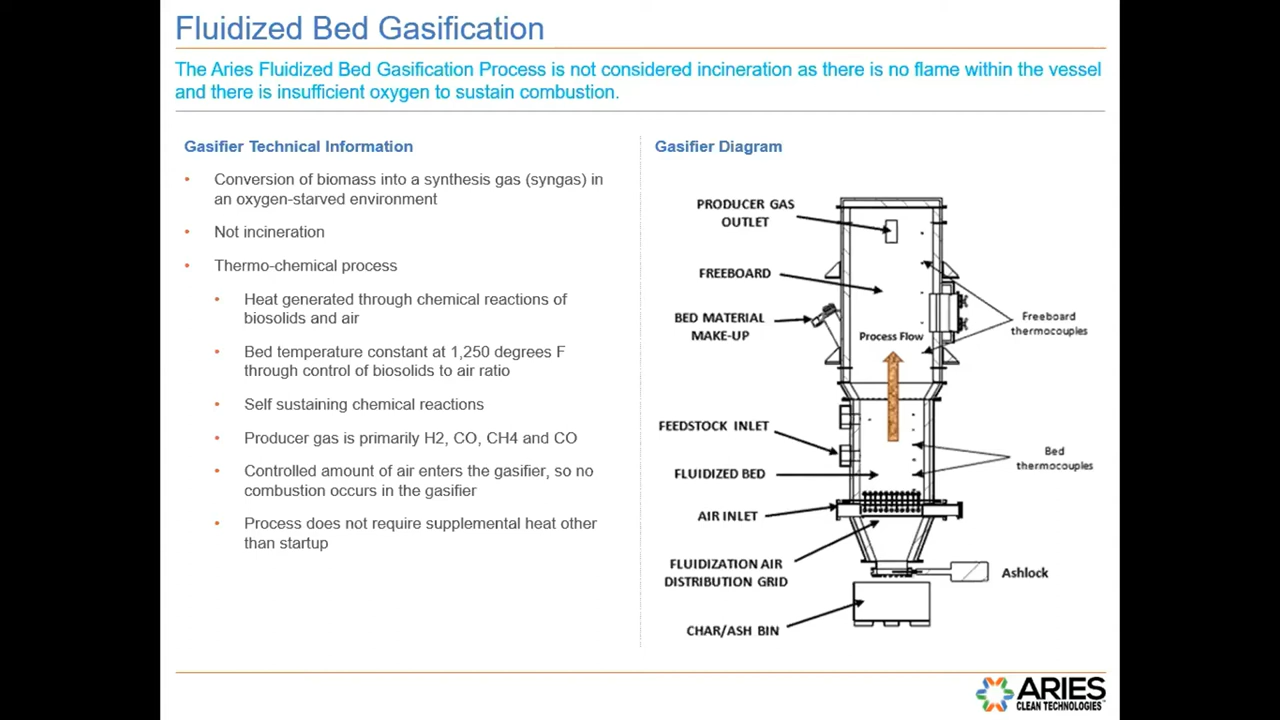 Fluidized Bed Gasification
The Aries Fluidized Bed Gasification Process is not considered incineration as there is no flame within the vessel
and there is insufficient oxygen to sustain combustion.
Gasifier Technical Information
• Conversion of biomass into a synthesis gas (syngas) in
an oxygen-starved environment
• Not incineration
• Thermo-chemical process
• Heat generated through chemical reactions of
biosolids and air
• Bed temperature constant at 1,250 degrees F
through control of biosolids to air ratio
• Self sustaining chemical reactions
• Producer gas is primarily H2, CO, CH4 and CO
• Controlled amount of air enters the gasifier, so no
combustion occurs in the gasifier
• Process does not require supplemental heat other
than startup
Gasifier Diagram
PRODUCER GAS
OUTLET
FREEBOARD
BED MATERIAL
MAKE-UP
Process Flow
Freeboard
thermocouples
FEEDSTOCK INLET
FLUIDIZED BED
Bed
thermocouples
AIR INLET
FLUIDIZATION AIR
DISTRIBUTION GRID
Ashlock
CHAR/ASH BIN
ARIES
CLEAN TECHNOLOGIES